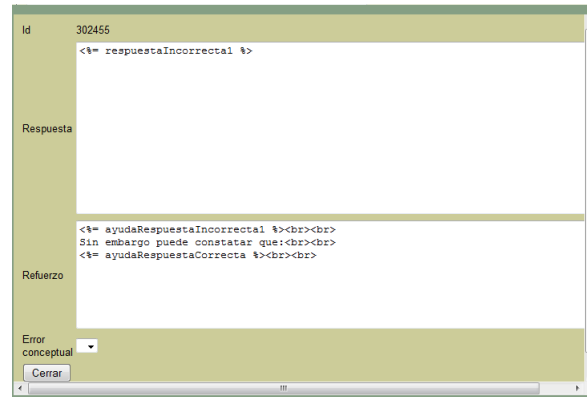 Id 302455
<%= respuestaIncorrecta1 %>
Respuesta
<%= ayudaRespuestaIncorrecta1 %><br><br>
Sin embargo puede constatar que:<br><br>
<%= ayudaRespuestaCorrecta %><br><br>
Refuerzo
Error
conceptual
Cerrar